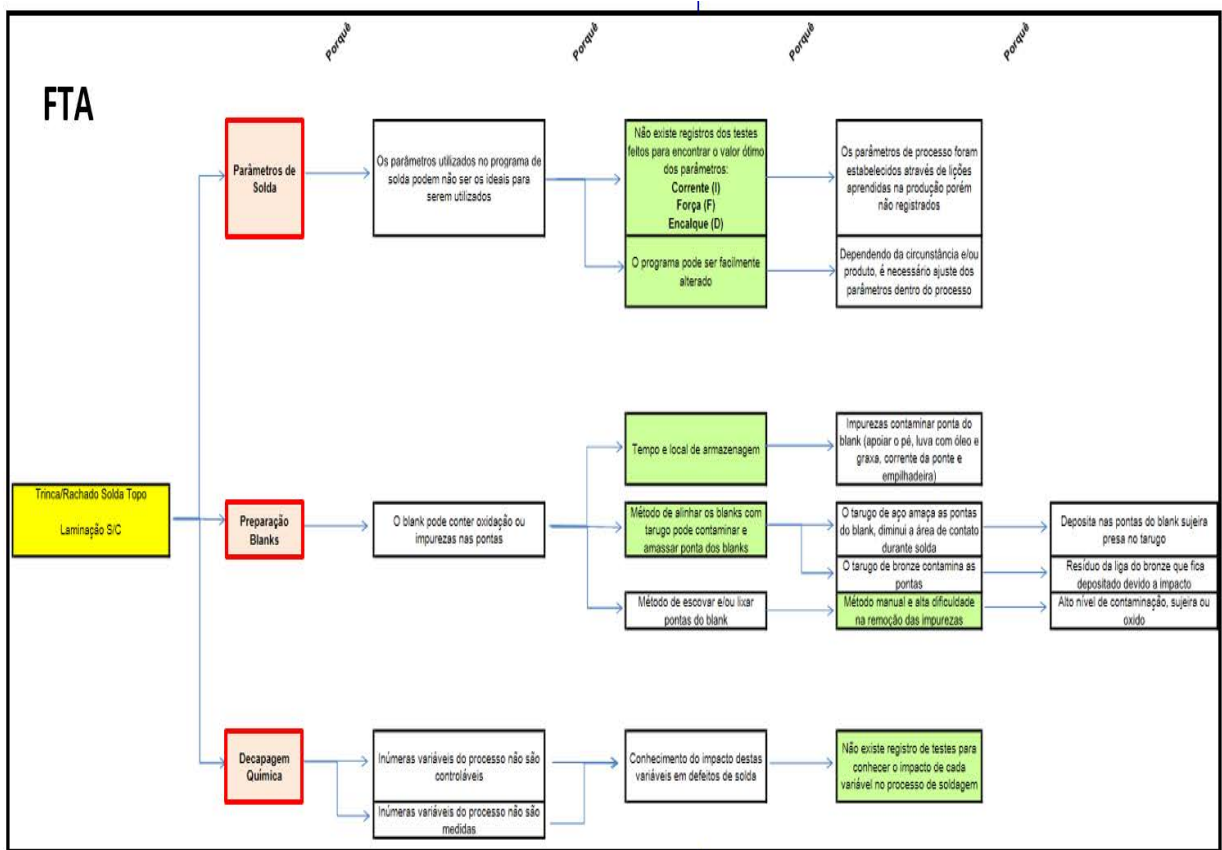 Porquê
Porquê
Porquê
Porquê
FTA
Parâmetros de
Solda
Os parâmetros utilizados no programa de
solda podem não ser os ideais para
serem utilizados
Não existe registros dos testes
feitos para encontrar o valor ótimo
dos parâmetros:
Corrente (I)
Força (F)
Encalque (D)
Os parâmetros de processo foram
estabelecidos através de lições
aprendidas na produção porém
não registrados
O programa pode ser facilmente
alterado
Dependendo da circunstância e/ou
produto, é necessário ajuste dos
parâmetros dentro do processo
Trinca/Rachado Solda Topo
Laminação S/C
Preparação
Blanks
O blank pode conter oxidação ou
impurezas nas pontas
Tempo e local de armazenagem
Impurezas contaminar ponta do
blank (apoiar o pé, luva com óleo e
graxa, corrente da ponte e
empilhadeira)
Método de alinhar os blanks com
tarugo pode contaminar e
amassar ponta dos blanks
O tarugo de aço amaça as pontas
do blank, diminui a área de contato
durante solda
Deposita nas pontas do blank sujeira
presa no tarugo
O tarugo de bronze contamina as
pontas
Resíduo da liga do bronze que fica
depositado devido a impacto
Método de escovar e/ou lixar
pontas do blank
Método manual e alta dificuldade
na remoção das impurezas
Alto nível de contaminação, sujeira ou
oxido
Decapagem
Química
Inúmeras variáveis do processo não são
controláveis
Inúmeras variáveis do processo não são
medidas
Conhecimento do impacto destas
variáveis em defeitos de solda
Não existe registro de testes para
conhecer o impacto de cada
variável no processo de soldagem